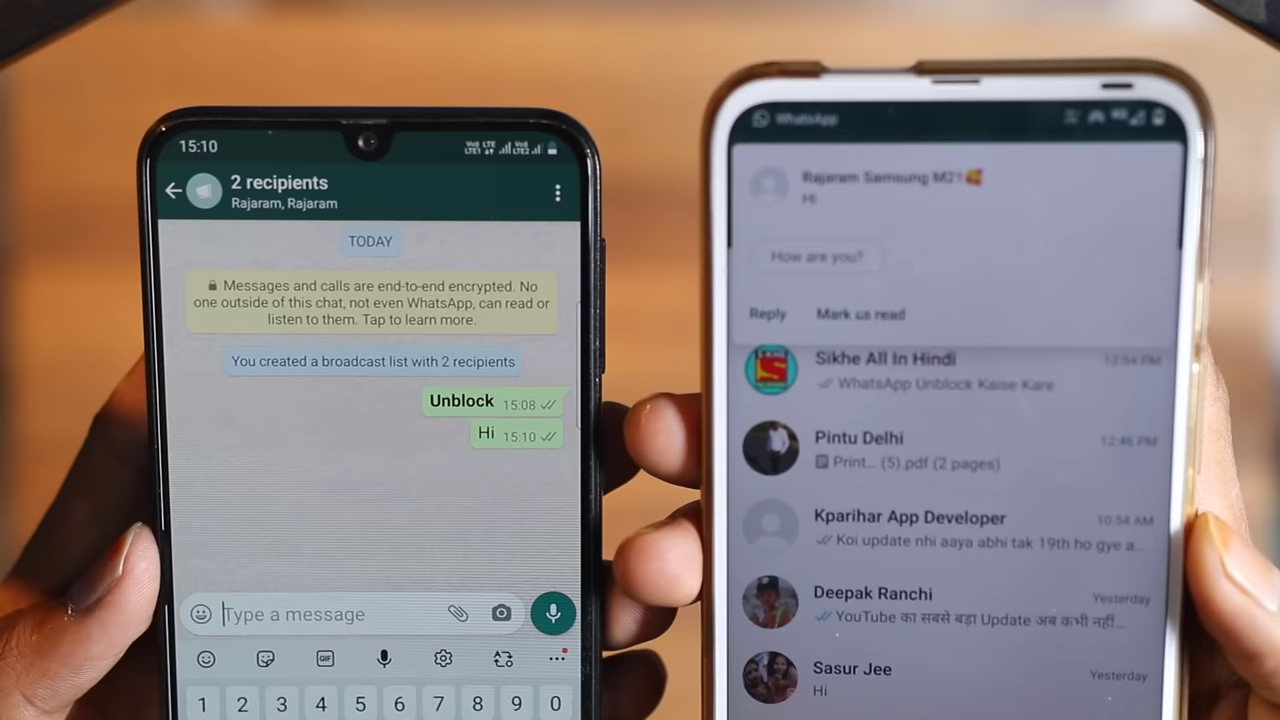 15:10
VoLTE1 LTE VoLTE2
2 recipients
Rajaram, Rajaram
TODAY
Messages and calls are end-to-end encrypted. No
one outside of this chat, not even WhatsApp, can read or
listen to them. Tap to learn more.
You created a broadcast list with 2 recipients
Unblock 15:08
Hi 15:10
Type a message
GIF
1 2 3 4 5 6 7 8 9 0
WhatsApp
4G
Rajaram Samsung M21🥰
Hi
How are you?
Reply Mark as read
Sikhe All In Hindi 12:54 PM
WhatsApp Unblock Kaise Kare
Pintu Delhi 12:46 PM
Print... (5).pdf (2 pages)
Kparihar App Developer 10:54 AM
Koi update nhi aaya abhi tak 19th ho gye a...
Deepak Ranchi Yesterday
YouTube का सबसे बड़ा Update अब कभी नहीं...
Sasur Jee Yesterday
Hi